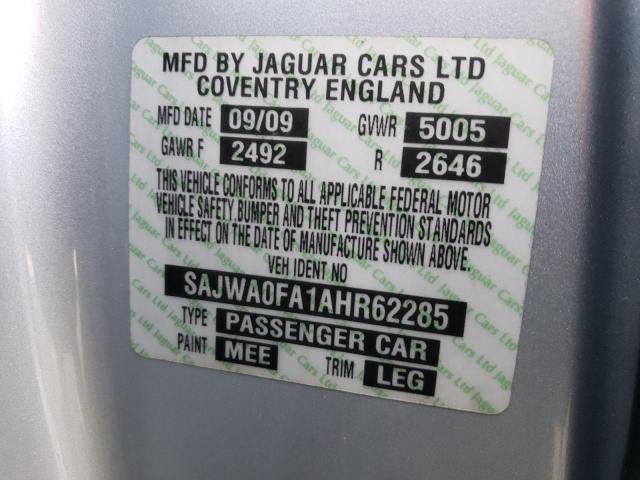 MFD BY JAGUAR CARS LTD
COVENTRY ENGLAND
MFD DATE 09/09 GVWR 5005
GAWR F 2492 R 2646
THIS VEHICLE CONFORMS TO ALL APPLICABLE FEDERAL MOTOR
VEHICLE SAFETY, BUMPER AND THEFT PREVENTION STANDARDS
IN EFFECT ON THE DATE OF MANUFACTURE SHOWN ABOVE.
VEH IDENT NO
SAJWA0FA1AHR62285
TYPE PASSENGER CAR
PAINT MEE TRIM LEG